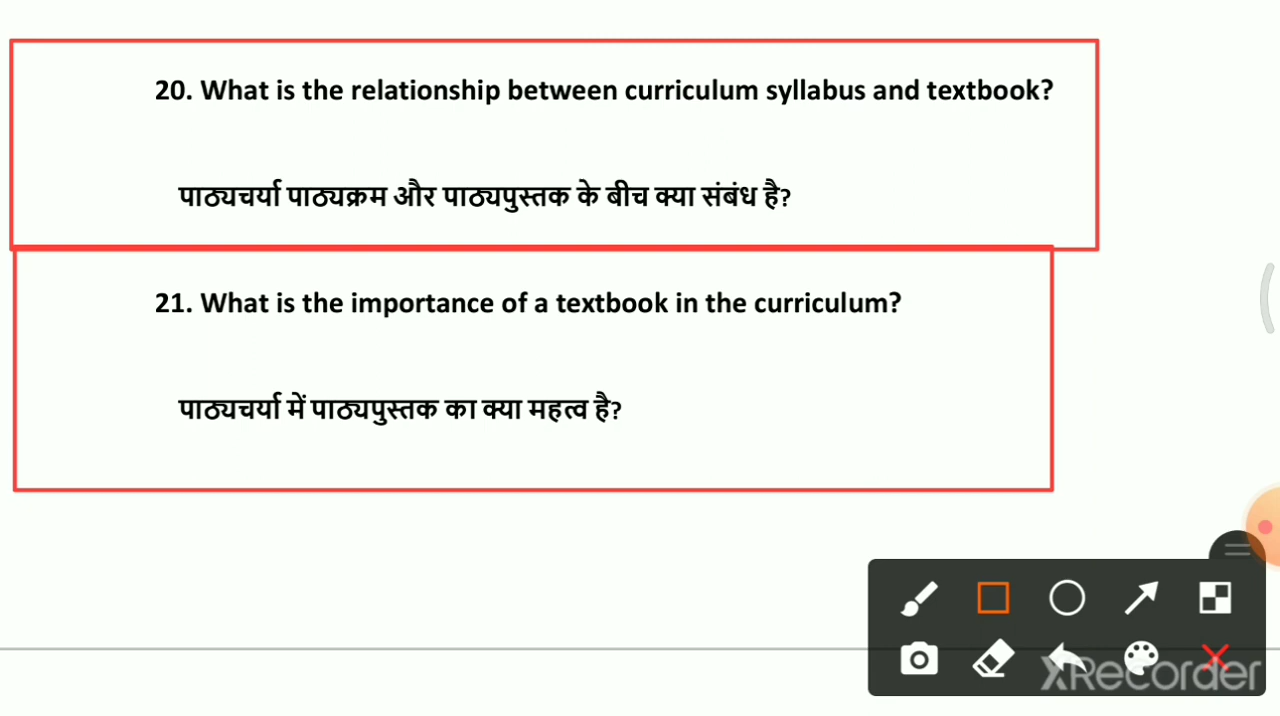 20. What is the relationship between curriculum syllabus and textbook?
पाठ्यचर्या पाठ्यक्रम और पाठ्यपुस्तक के बीच क्या संबंध है?
21. What is the importance of a textbook in the curriculum?
पाठ्यचर्या में पाठ्यपुस्तक का क्या महत्व है?
XRecorder